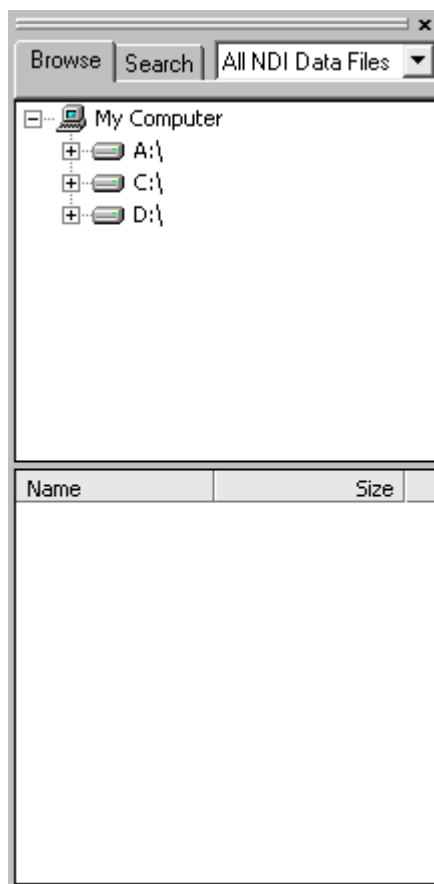 Browse Search All NDI Data Files
My Computer
A:\
C:\
D:\
Name Size